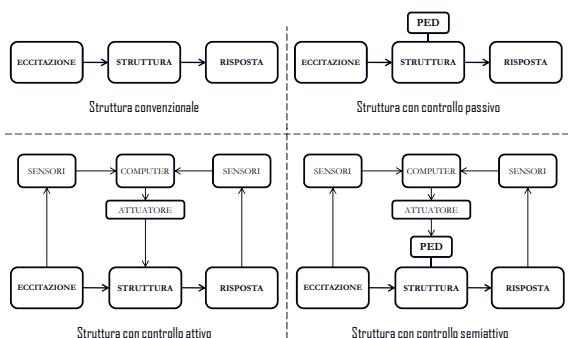 ECCITAZIONE STRUTTURA RISPOSTA
Struttura convenzionale
PED
ECCITAZIONE STRUTTURA RISPOSTA
Struttura con controllo passivo
SENSORI COMPUTER SENSORI
ATTUATORE
ECCITAZIONE STRUTTURA RISPOSTA
Struttura con controllo attivo
SENSORI COMPUTER SENSORI
ATTUATORE
PED
ECCITAZIONE STRUTTURA RISPOSTA
Struttura con controllo semiattivo